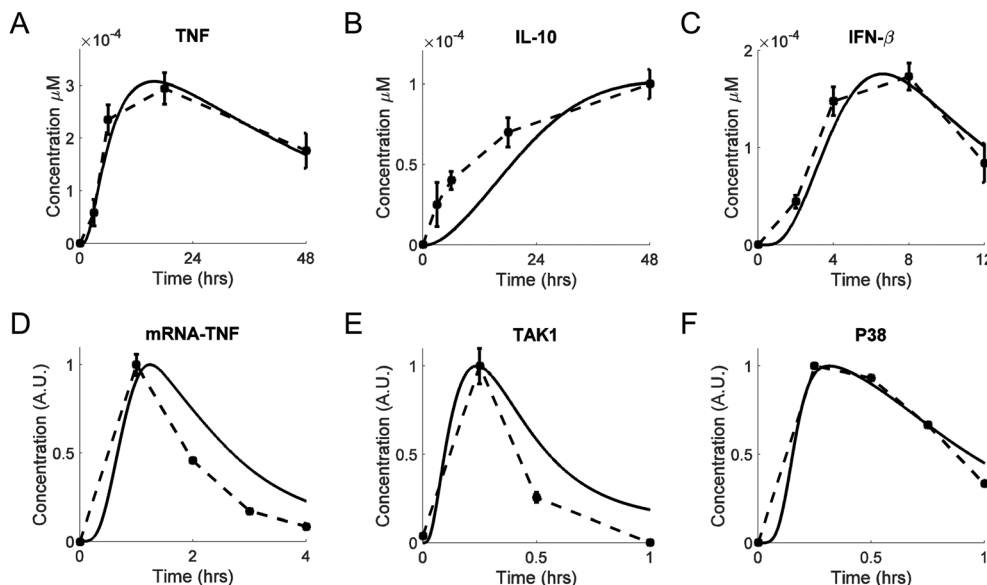 A
TNF
×10⁻⁴
Concentration μM
3
2
1
0
0
24
48
Time (hrs)
B
IL-10
×10⁻⁴
Concentration μM
1
0.5
0
0
24
48
Time (hrs)
C
IFN-β
×10⁻⁴
Concentration μM
2
1
0
0
4
8
12
Time (hrs)
D
mRNA-TNF
Concentration (A.U.)
1
0.5
0
0
2
4
Time (hrs)
E
TAK1
Concentration (A.U.)
1
0.5
0
0
0.5
1
Time (hrs)
F
P38
Concentration (A.U.)
1
0.5
0
0
0.5
1
Time (hrs)